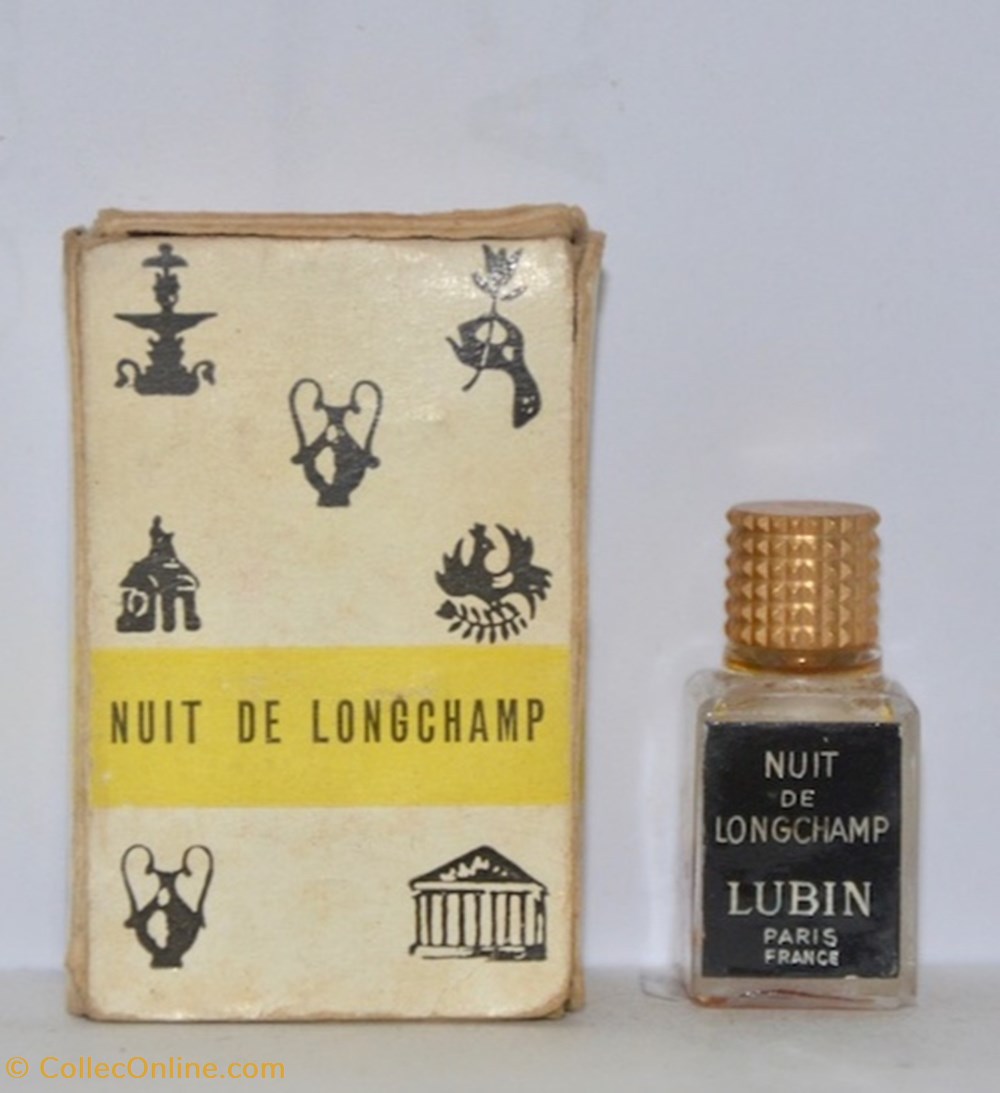 NUIT DE LONGCHAMP
NUIT
DE
LONGCHAMP
LUBIN
PARIS
FRANCE
© CollecOnline.com